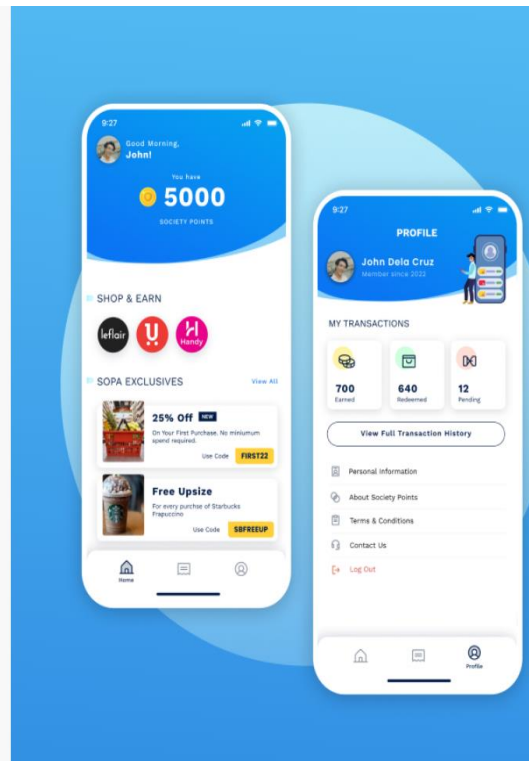 9:27
Good Morning,
John!
You have
5000
SOCIETY POINTS
SHOP & EARN
leflair
Handy
SOPA EXCLUSIVES
View All
25% Off NEW
On Your First Purchase. No miniumum
spend required.
Use Code FIRST22
Free Upsize
For every purchse of Starbucks
Frapuccino
Use Code SBFREEUP
Home
9:27
PROFILE
John Dela Cruz
Member since 2022
MY TRANSACTIONS
700
Earned
640
Redeemed
12
Pending
View Full Transaction History
Personal Information
About Society Points
Terms & Conditions
Contact Us
Log Out
Profile